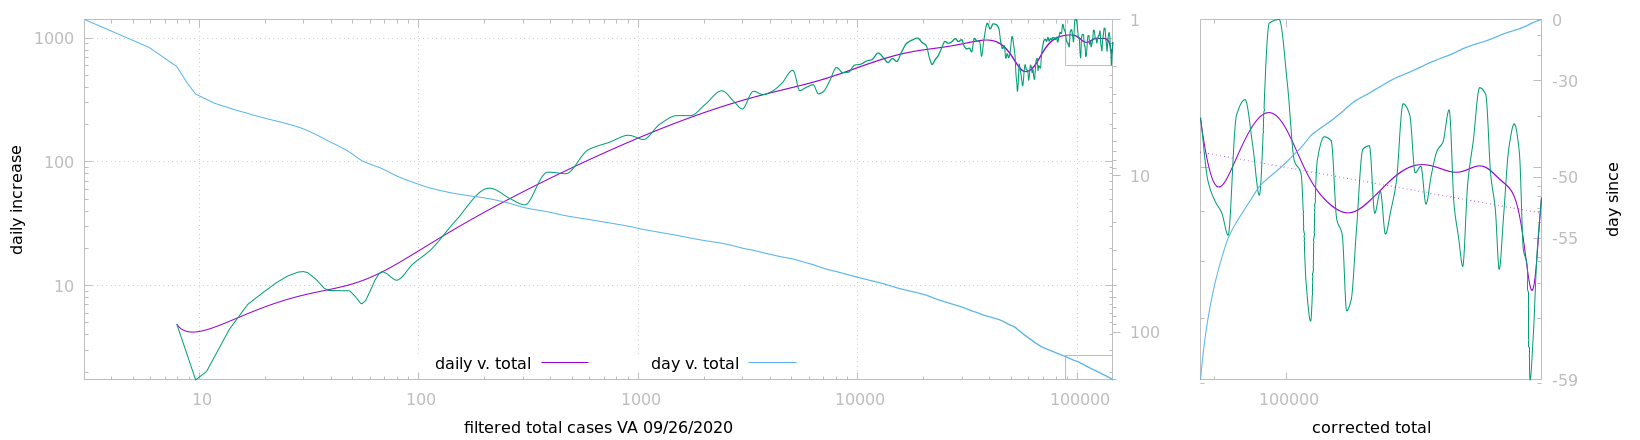 1000
100
10
daily increase
10
100
1000
10000
100000
filtered total cases VA 09/26/2020
daily v. total
day v. total
1
10
100
0
-30
-50
-55
-59
day since
100000
corrected total